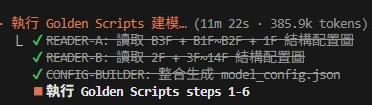 · 執行 Golden Scripts 建模… (11m 22s · 385.9k tokens)
└ ✔ READER-A: 讀取 B3F + B1F~B2F + 1F 結構配置圖
✔ READER-B: 讀取 2F + 3F~14F 結構配置圖
✔ CONFIG-BUILDER: 整合生成 model_config.json
■ 執行 Golden Scripts steps 1-6